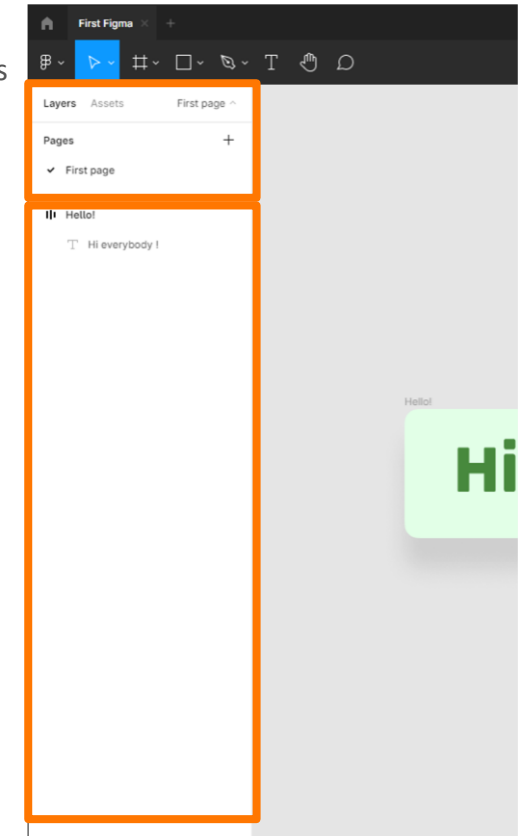 First Figma
s
Layers Assets First page
Pages
First page
Hello!
Hi everybody !
Hello!
Hi